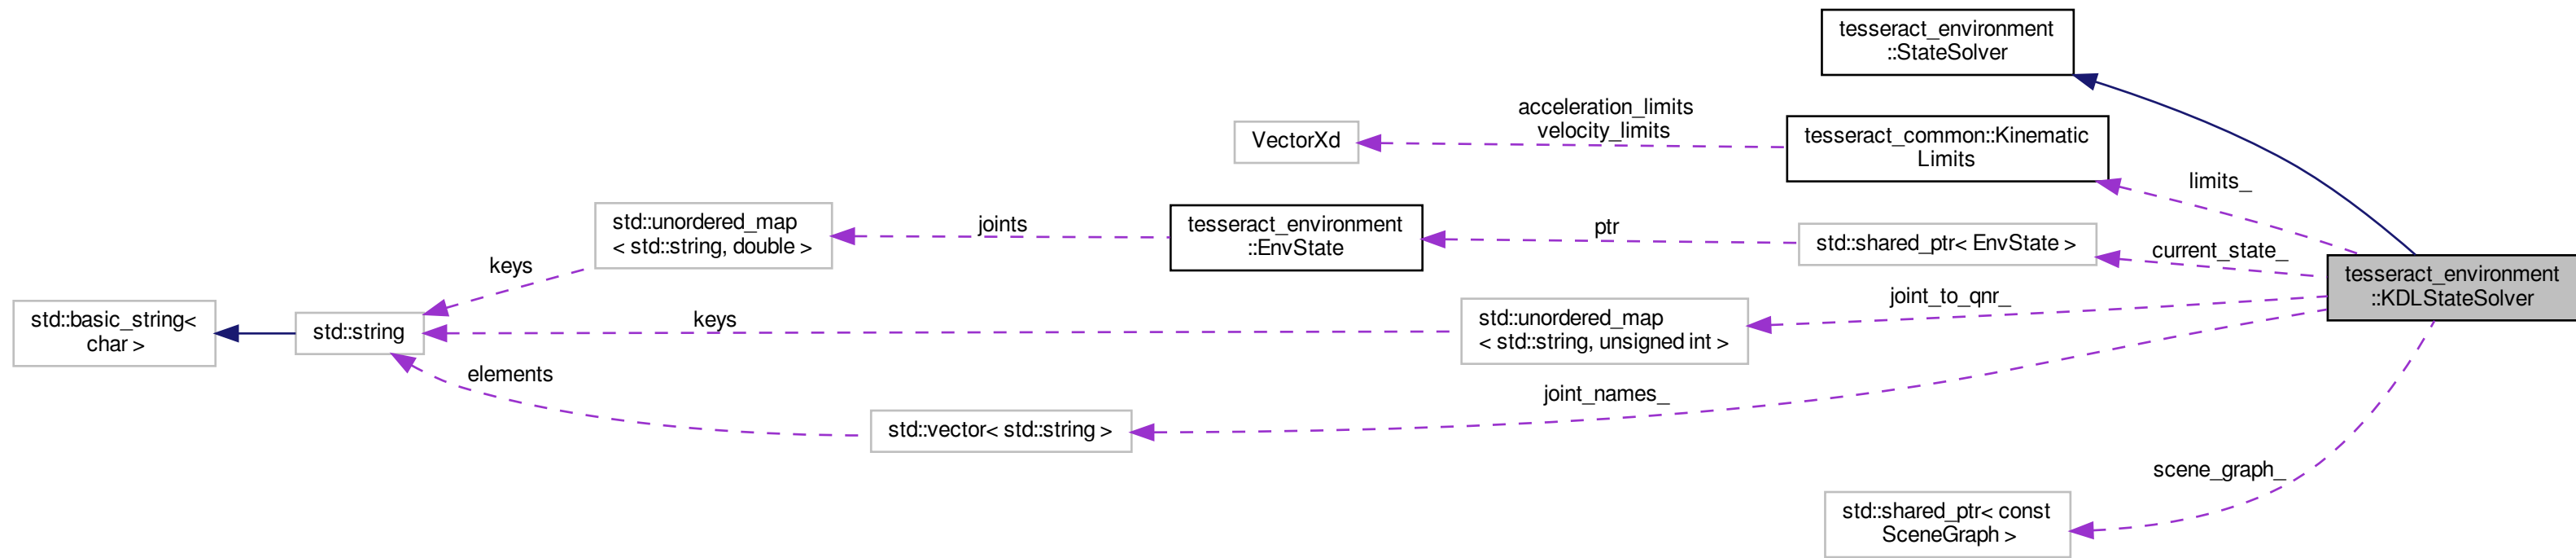 tesseract_environment
::StateSolver
acceleration_limits
velocity_limits
VectorXd
tesseract_common::Kinematic
Limits
limits_
std::unordered_map
< std::string, double >
joints
tesseract_environment
::EnvState
ptr
std::shared_ptr< EnvState >
current_state_
tesseract_environment
::KDLStateSolver
keys
std::basic_string<
char >
std::string
keys
std::unordered_map
< std::string, unsigned int >
joint_to_qnr_
elements
std::vector< std::string >
joint_names_
scene_graph_
std::shared_ptr< const
SceneGraph >